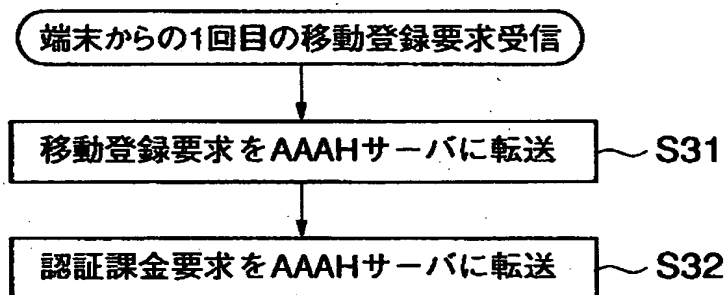 端末からの1回目の移動登録要求受信
移動登録要求をAAAHサーバに転送 S31
認証課金要求をAAAHサーバに転送 S32